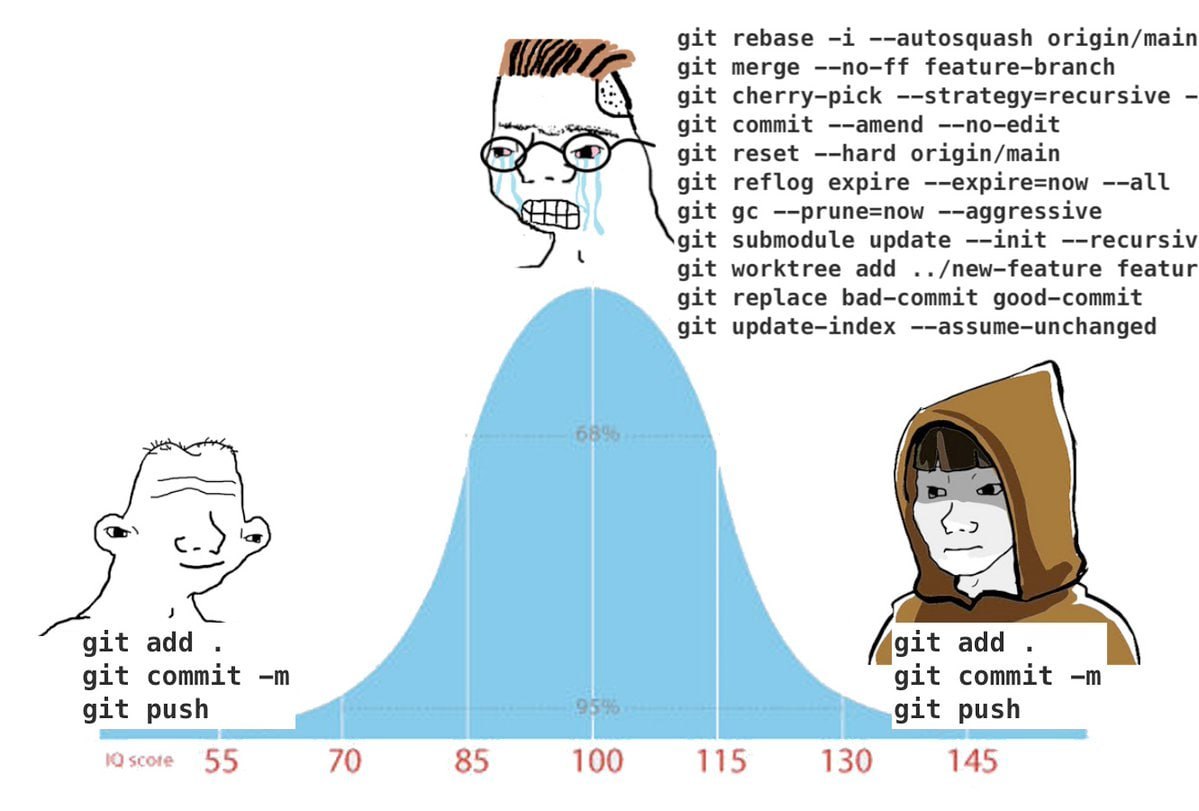 git rebase -i --autosquash origin/main
git merge --no-ff feature-branch
git cherry-pick --strategy=recursive -
git commit --amend --no-edit
git reset --hard origin/main
git reflog expire --expire=now --all
git gc --prune=now --aggressive
git submodule update --init --recursiv
git worktree add ../new-feature featur
git replace bad-commit good-commit
git update-index --assume-unchanged
68%
git add .
git commit -m
git push
git add .
git commit -m
git push
95%
IQ score 55 70 85 100 115 130 145